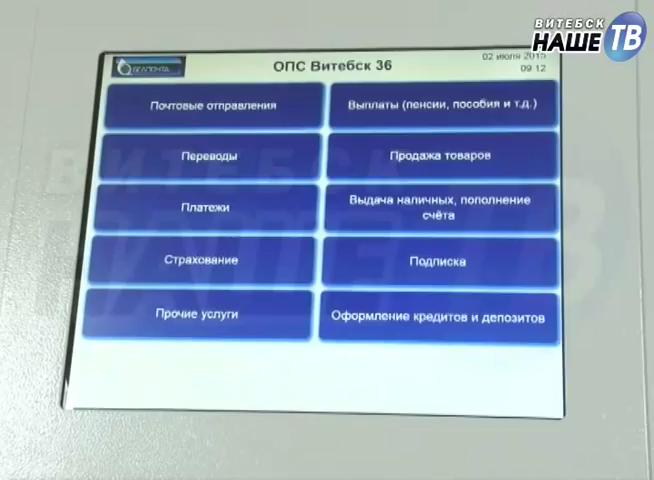 ВИТЕБСК
НАШЕ ТВ
БЕЛПОЧТА
ОПС Витебск 36
02 июля 2015
09:12
Почтовые отправления
Выплаты (пенсии, пособия и т.д.)
Переводы
Продажа товаров
Платежи
Выдача наличных, пополнение
счёта
Страхование
Подписка
Прочие услуги
Оформление кредитов и депозитов